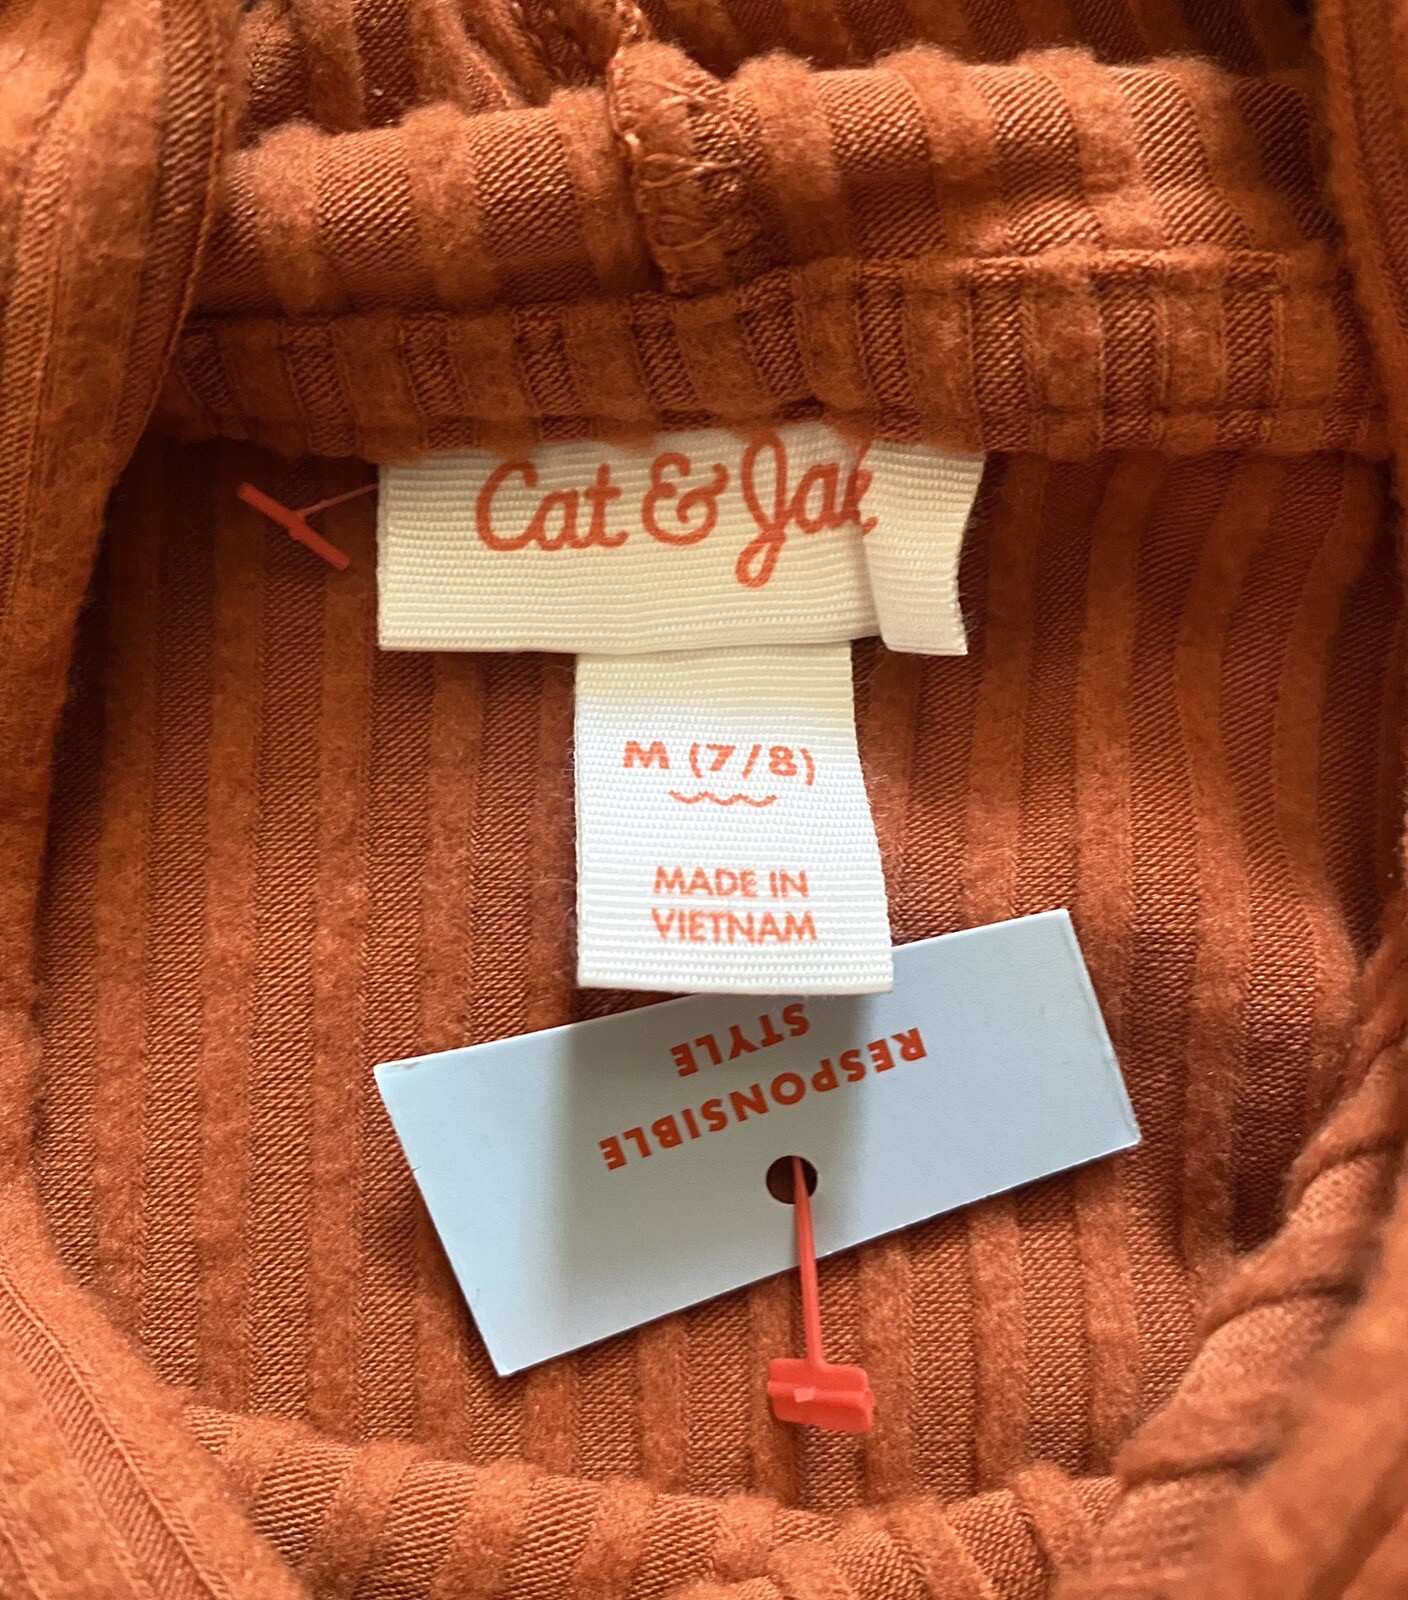 Cat & Jack
M (7/8)
MADE IN
VIETNAM
RESPONSIBLE
STYLE